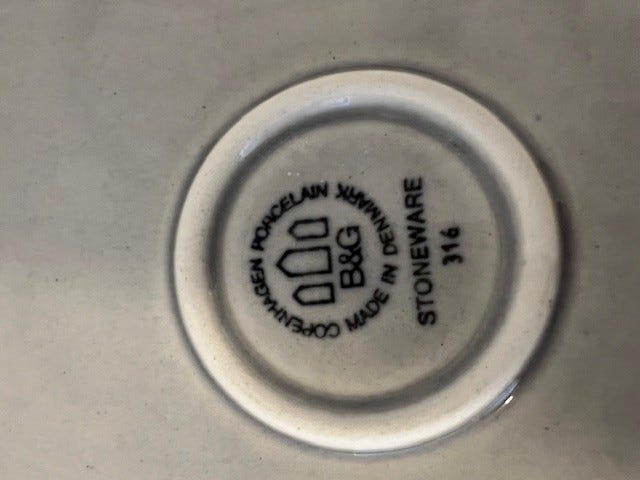 COPENHAGEN PORCELAIN
B&G
MADE IN DENMARK
STONEWARE
316